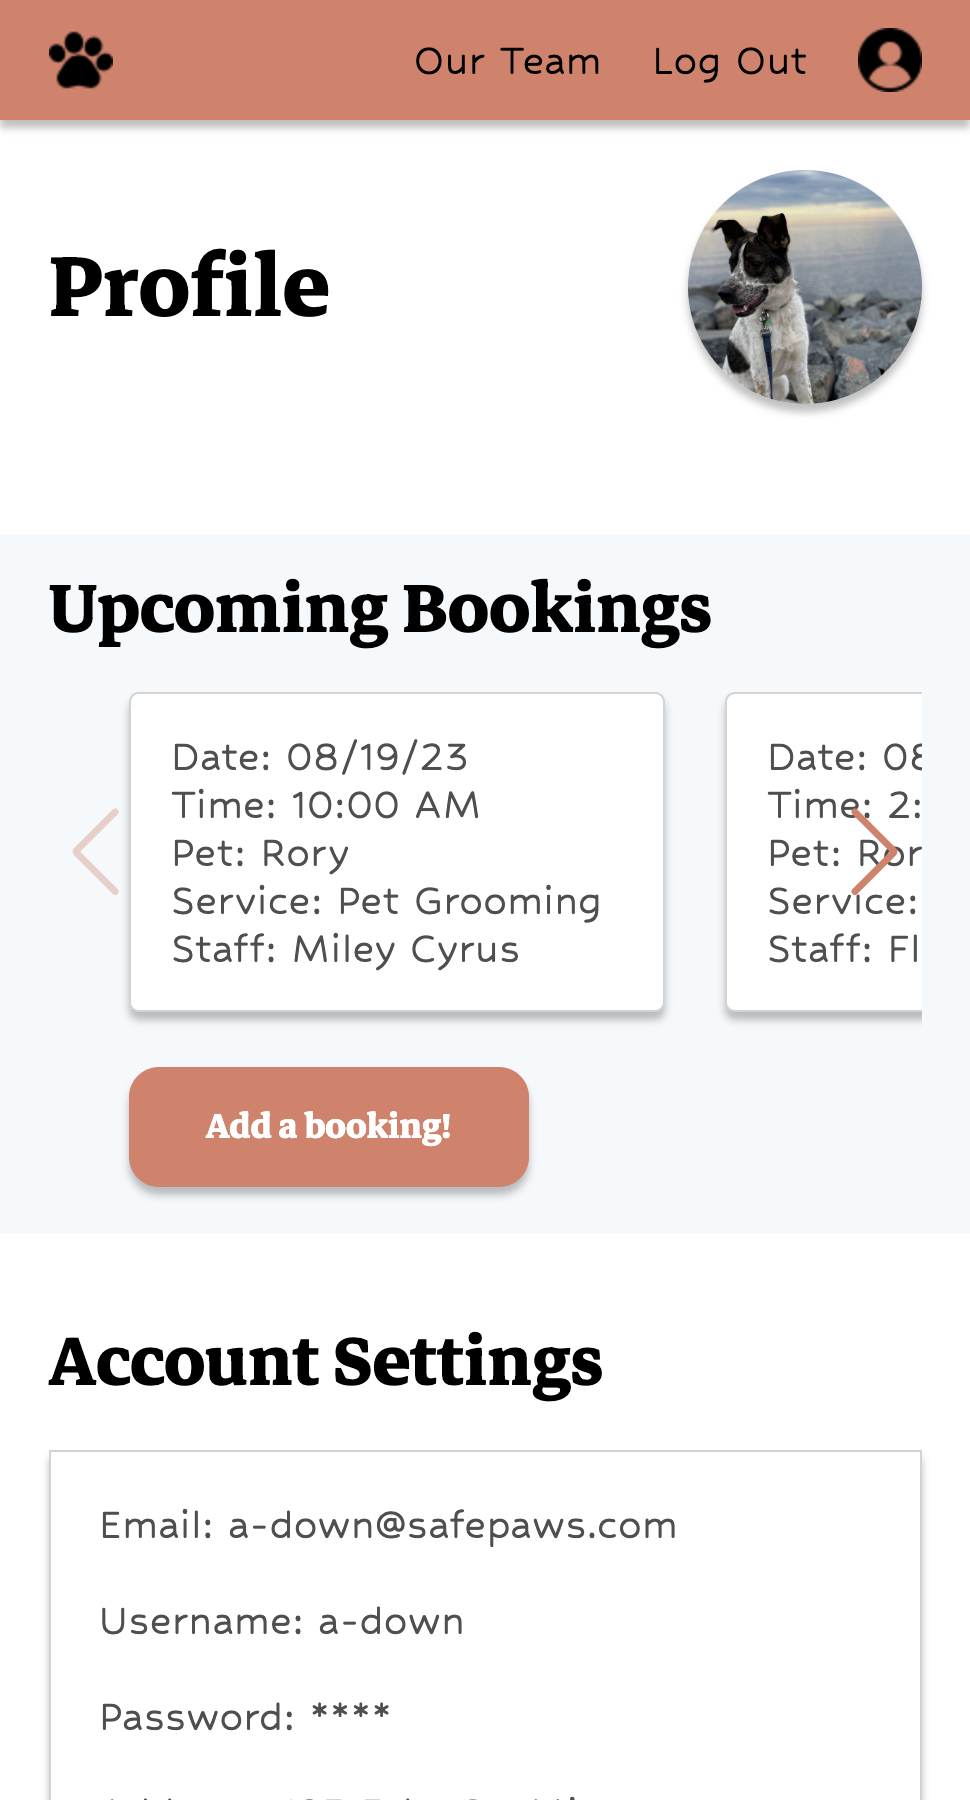 Our Team Log Out
Profile
Upcoming Bookings
Date: 08/19/23
Time: 10:00 AM
Pet: Rory
Service: Pet Grooming
Staff: Miley Cyrus
Date:
Time: 2:
Pet:
Service:
Staff: Fl
Add a booking!
Account Settings
Email: a-down@safepaws.com
Username: a-down
Password: ****